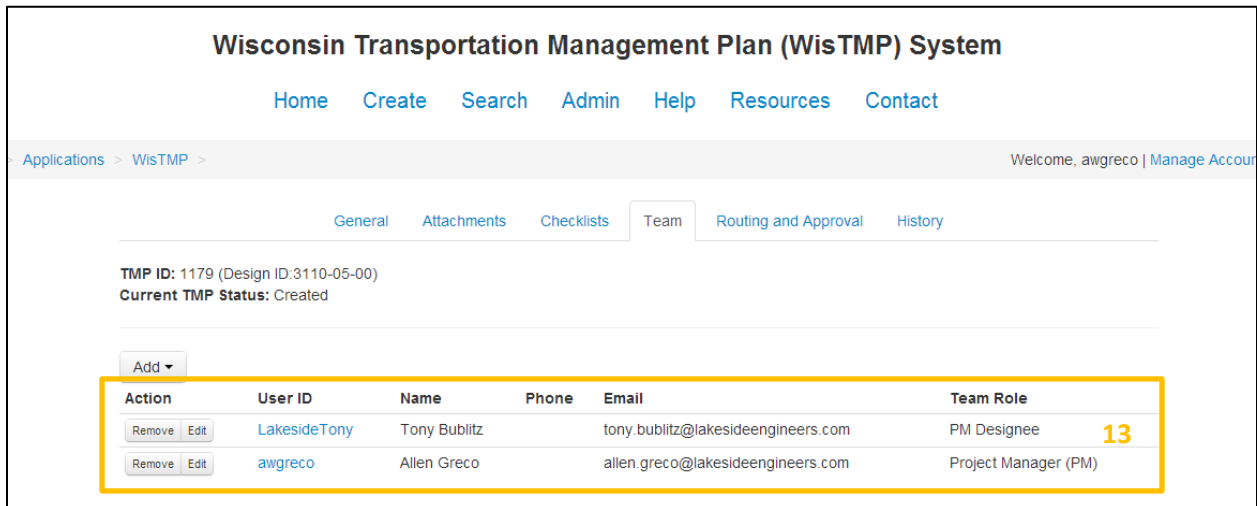 Wisconsin Transportation Management Plan (WisTMP) System
Home Create Search Admin Help Resources Contact
> Applications > WisTMP > Welcome, awgreco | Manage Accour
General Attachments Checklists Team Routing and Approval History
TMP ID: 1179 (Design ID:3110-05-00)
Current TMP Status: Created
Add
Action User ID Name Phone Email Team Role
Remove Edit LakesideTony Tony Bublitz tony.bublitz@lakesideengineers.com PM Designee 13
Remove Edit awgreco Allen Greco allen.greco@lakesideengineers.com Project Manager (PM)